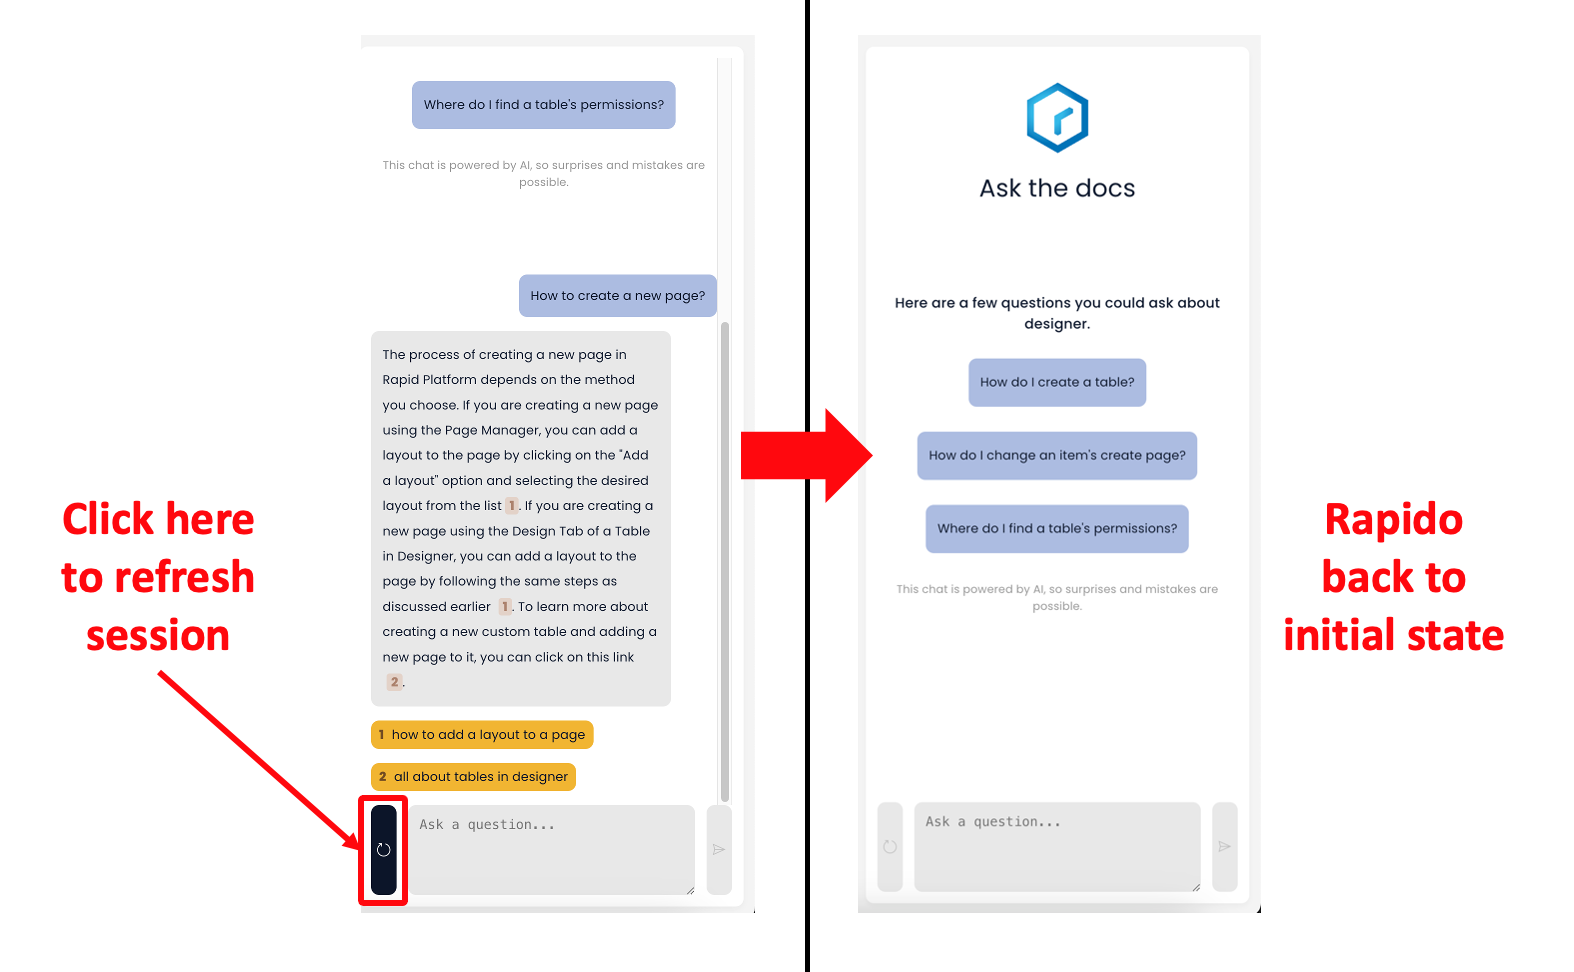 Where do I find a table's permissions?
This chat is powered by AI, so surprises and mistakes are
possible.
How to create a new page?
The process of creating a new page in
Rapid Platform depends on the method
you choose. If you are creating a new page
using the Page Manager, you can add a
layout to the page by clicking on the "Add
a layout" option and selecting the desired
layout from the list 1. If you are creating a
new page using the Design Tab of a Table
in Designer, you can add a layout to the
page by following the same steps as
discussed earlier 1. To learn more about
creating a new custom table and adding a
new page to it, you can click on this link
2.
1 how to add a layout to a page
2 all about tables in designer
Ask a question...
Click here
to refresh
session
Ask the docs
Here are a few questions you could ask about
designer.
How do I create a table?
How do I change an item's create page?
Where do I find a table's permissions?
This chat is powered by AI, so surprises and mistakes are
possible.
Ask a question...
Rapido
back to
initial state